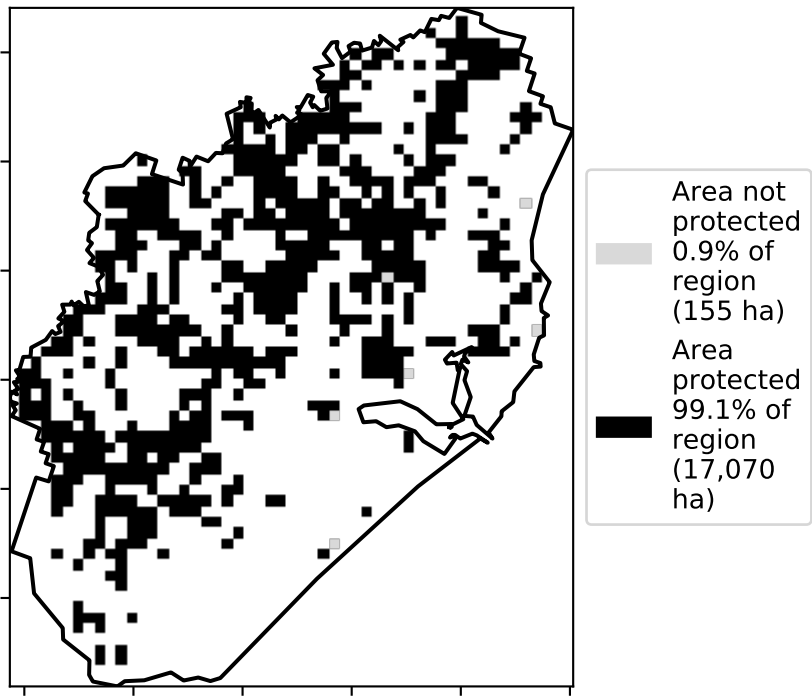 Area not
protected
0.9% of
region
(155 ha)
Area
protected
99.1% of
region
(17,070
ha)